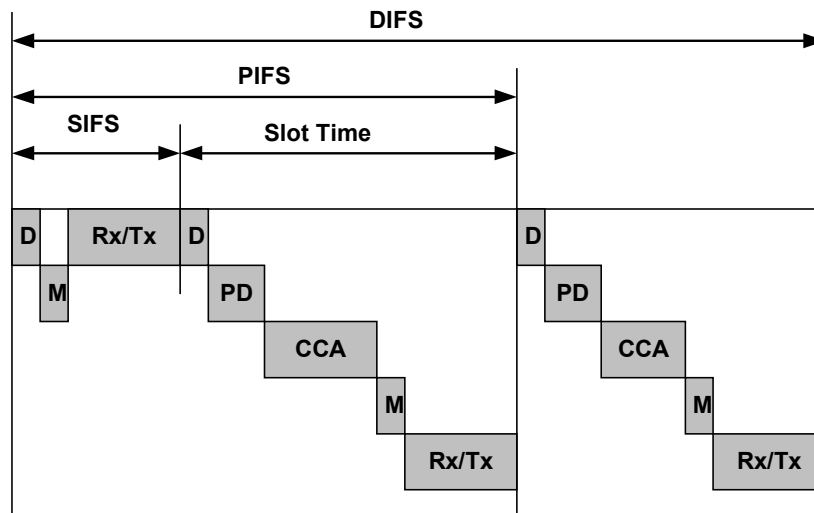 DIFS
PIFS
SIFS
Slot Time
D Rx/Tx D D
M PD PD
CCA CCA
M M
Rx/Tx Rx/Tx